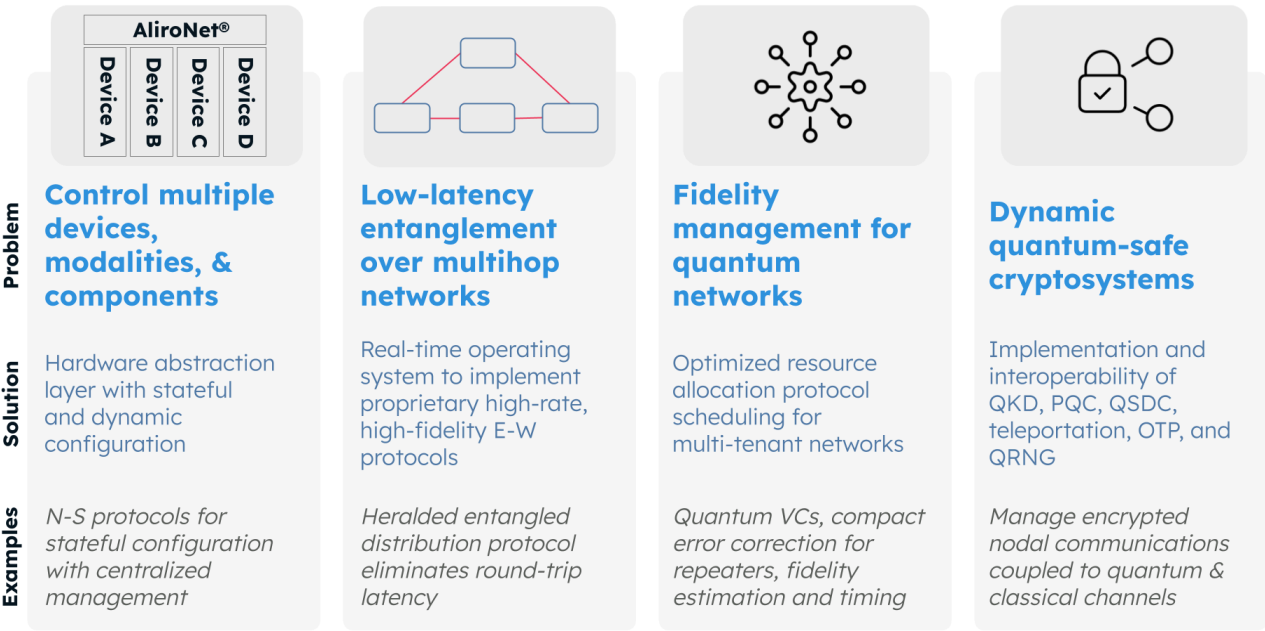 AliroNet®
Device A
Device B
Device C
Device D
Problem
Control multiple
devices,
modalities, &
components
Low-latency
entanglement
over multihop
networks
Fidelity
management for
quantum
networks
Dynamic
quantum-safe
cryptosystems
Solution
Hardware abstraction
layer with stateful
and dynamic
configuration
Real-time operating
system to implement
proprietary high-rate,
high-fidelity E-W
protocols
Optimized resource
allocation protocol
scheduling for
multi-tenant networks
Implementation and
interoperability of
QKD, PQC, QSDC,
teleportation, OTP, and
QRNG
Examples
N-S protocols for
stateful configuration
with centralized
management
Heralded entangled
distribution protocol
eliminates round-trip
latency
Quantum VCs, compact
error correction for
repeaters, fidelity
estimation and timing
Manage encrypted
nodal communications
coupled to quantum &
classical channels